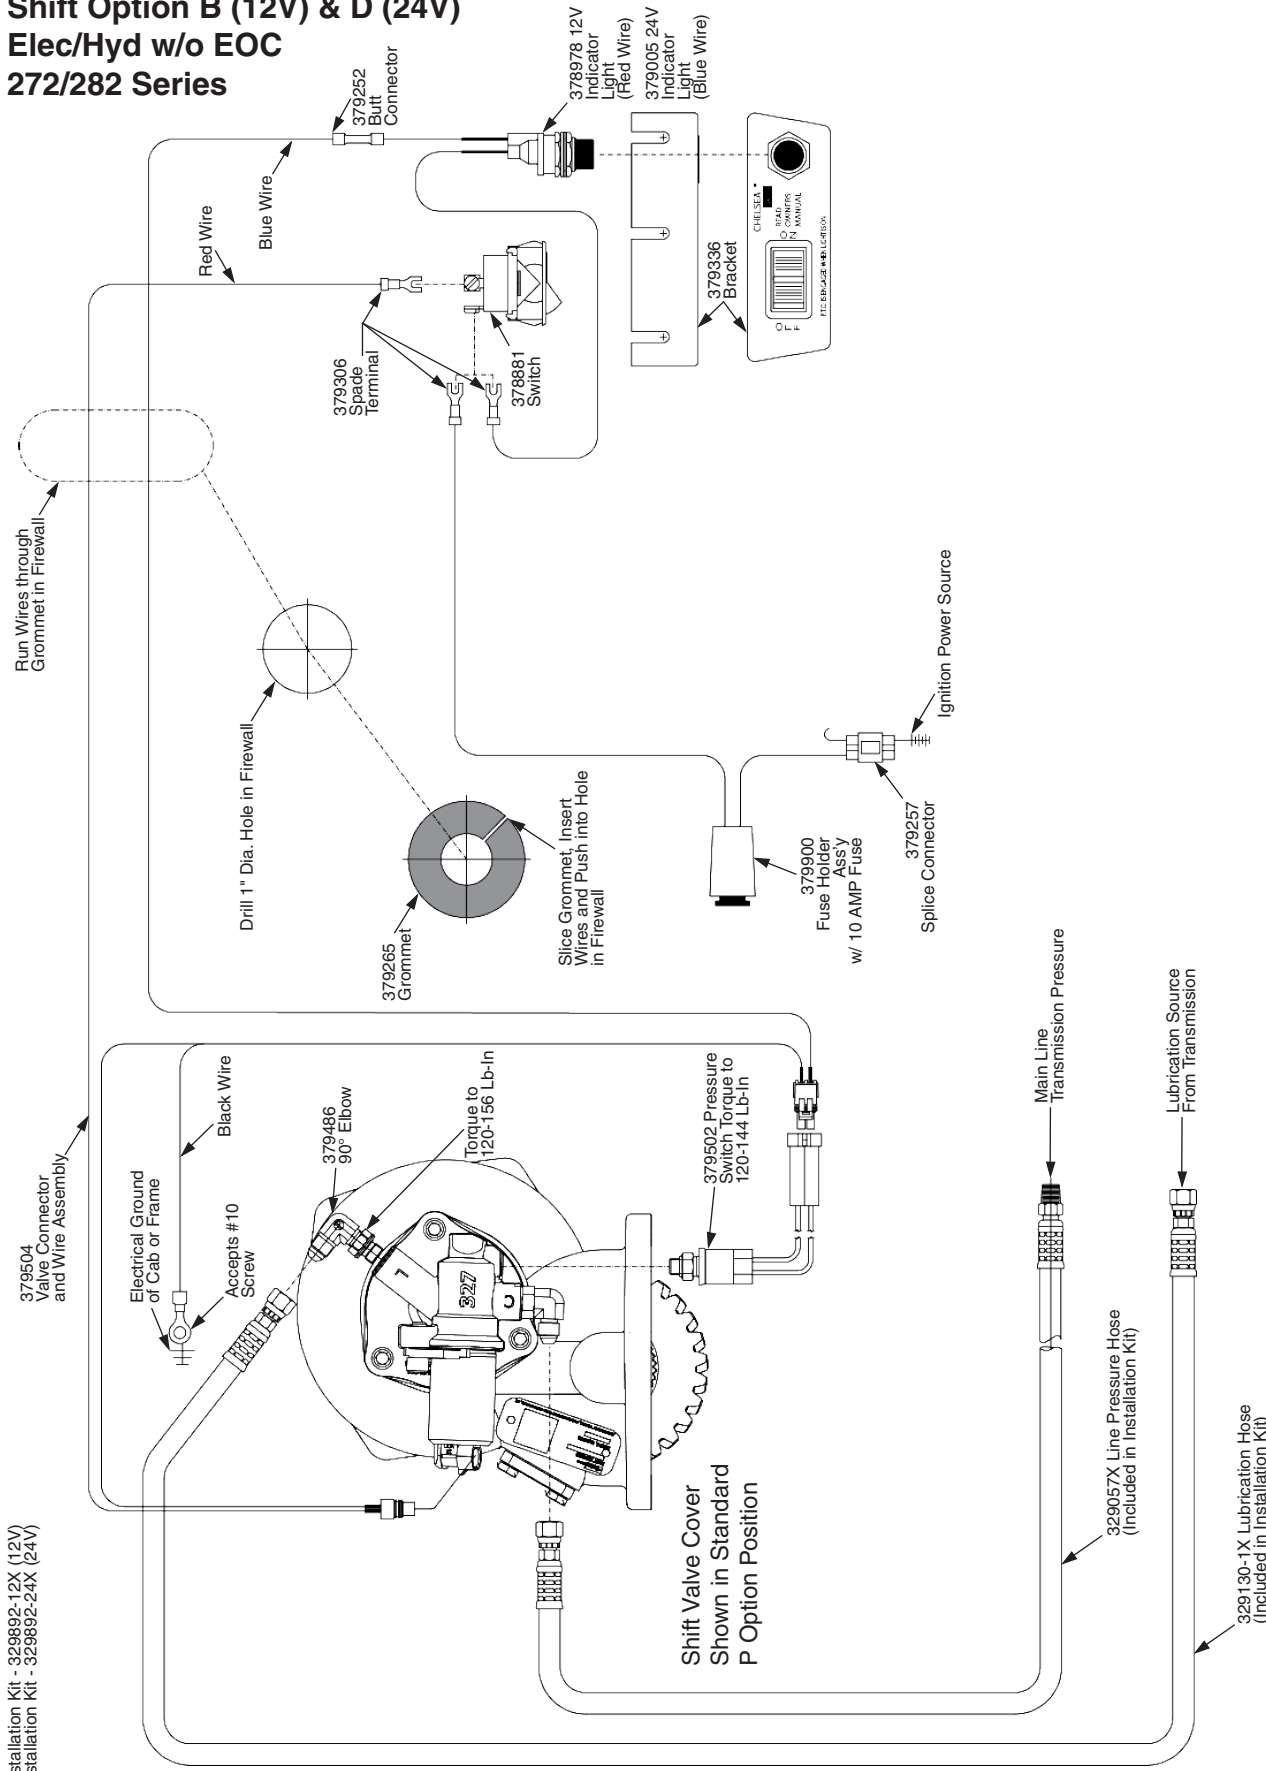 Shift Option B (12V) & D (24V)
Elec/Hyd w/o EOC
272/282 Series
378978 12V
Indicator
Light
(Red Wire)
379005 24V
Indicator
Light
(Blue Wire)
379252
Butt
Connector
Blue Wire
Red Wire
379306
Spade
Terminal
378881
Switch
379336
Bracket
CHELSEA
READ
OWNERS
MANUAL
ON
OFF
P.T.O. IS ENGAGED WHEN LIGHT IS ON
Run Wires through
Grommet in Firewall
Drill 1" Dia. Hole in Firewall
379265
Grommet
Slice Grommet, Insert
Wires and Push into Hole
in Firewall
Ignition Power Source
379257
Splice Connector
379900
Fuse Holder
Ass'y
w/ 10 AMP Fuse
379504
Valve Connector
and Wire Assembly
Black Wire
Electrical Ground
of Cab or Frame
Accepts #10
Screw
379486
90° Elbow
Torque to
120-156 Lb-In
379502 Pressure
Switch Torque to
120-144 Lb-In
L
327
Main Line
Transmission Pressure
Lubrication Source
From Transmission
Shift Valve Cover
Shown in Standard
P Option Position
329057X Line Pressure Hose
(Included in Installation Kit)
329130-1X Lubrication Hose
(Included in Installation Kit)
stallation Kit - 329892-12X (12V)
stallation Kit - 329892-24X (24V)